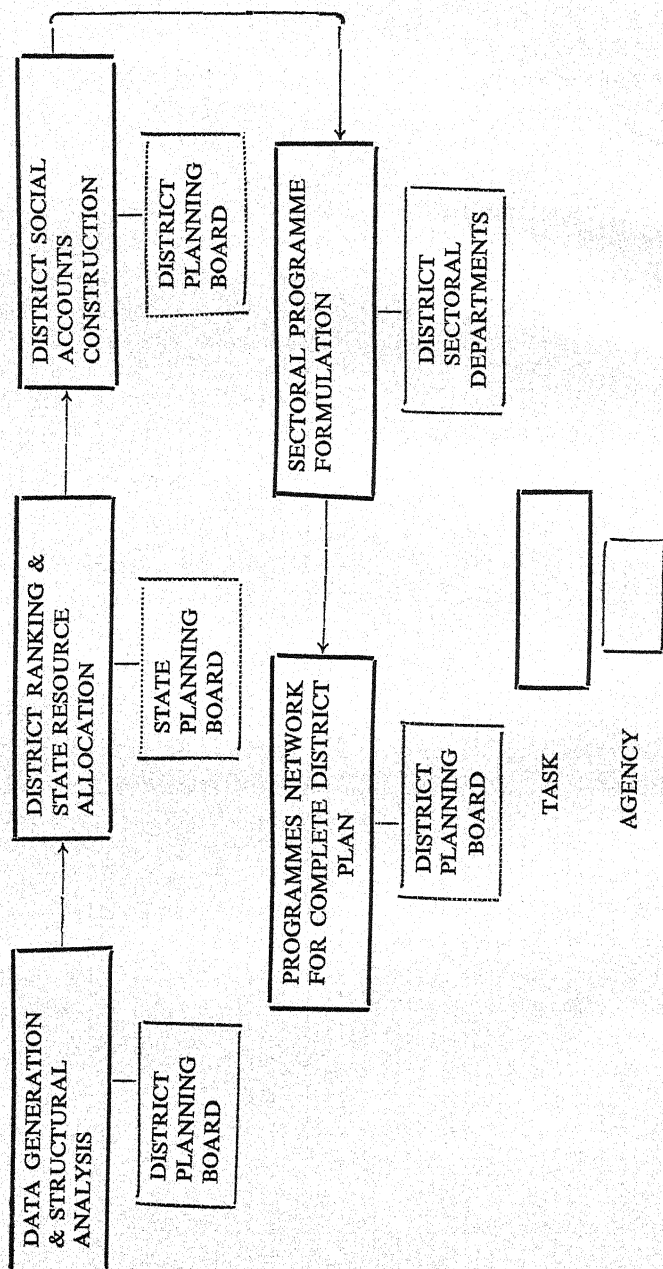 DATA GENERATION
& STRUCTURAL
ANALYSIS
DISTRICT
PLANNING
BOARD
DISTRICT RANKING &
STATE RESOURCE
ALLOCATION
STATE
PLANNING
BOARD
DISTRICT SOCIAL
ACCOUNTS
CONSTRUCTION
DISTRICT
PLANNING
BOARD
SECTORAL PROGRAMME
FORMULATION
DISTRICT
SECTORAL
DEPARTMENTS
PROGRAMMES NETWORK
FOR COMPLETE DISTRICT
PLAN
DISTRICT
PLANNING
BOARD
TASK
AGENCY